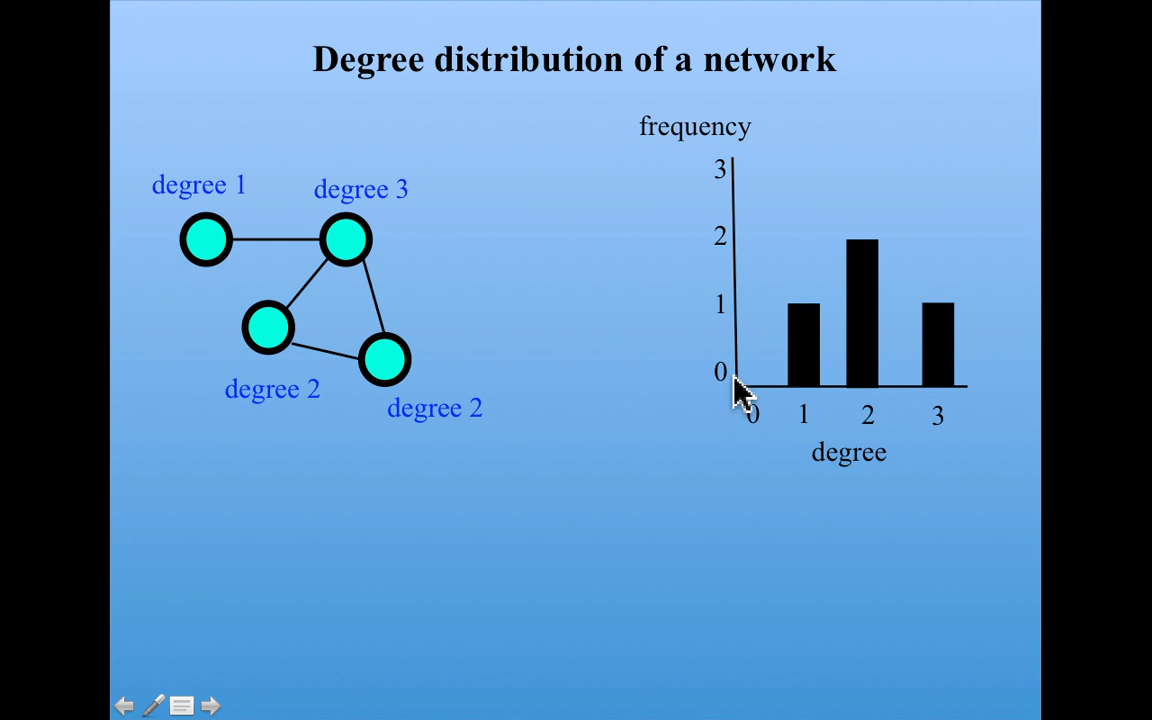 Degree distribution of a network
frequency
degree 1
degree 3
degree 2
degree 2
3
2
1
0
0 1 2 3
degree